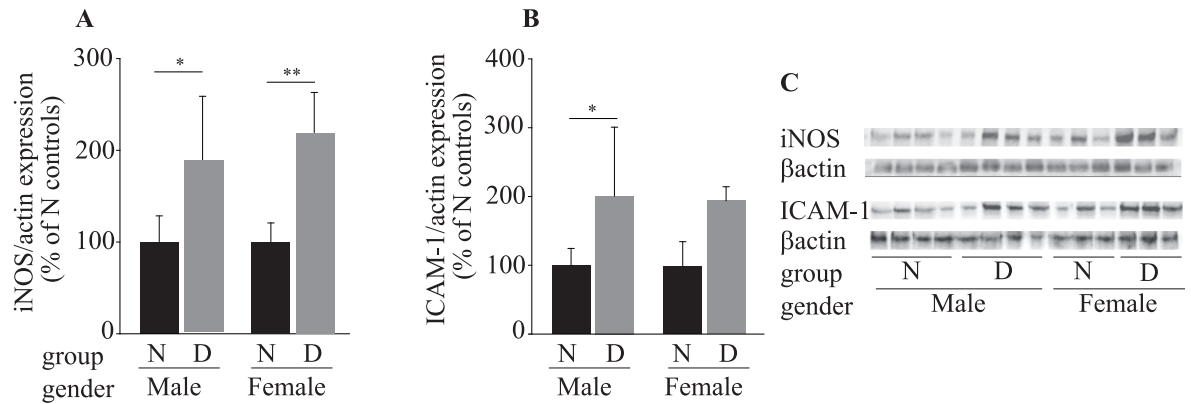 A
iNOS/actin expression
(% of N controls)
300
200
100
0
*
**
group N D N D
gender Male Female
B
ICAM-1/actin expression
(% of N controls)
400
300
200
100
0
*
group N D N D
gender Male Female
C
iNOS
βactin
ICAM-1
βactin
group N D N D
gender Male Female